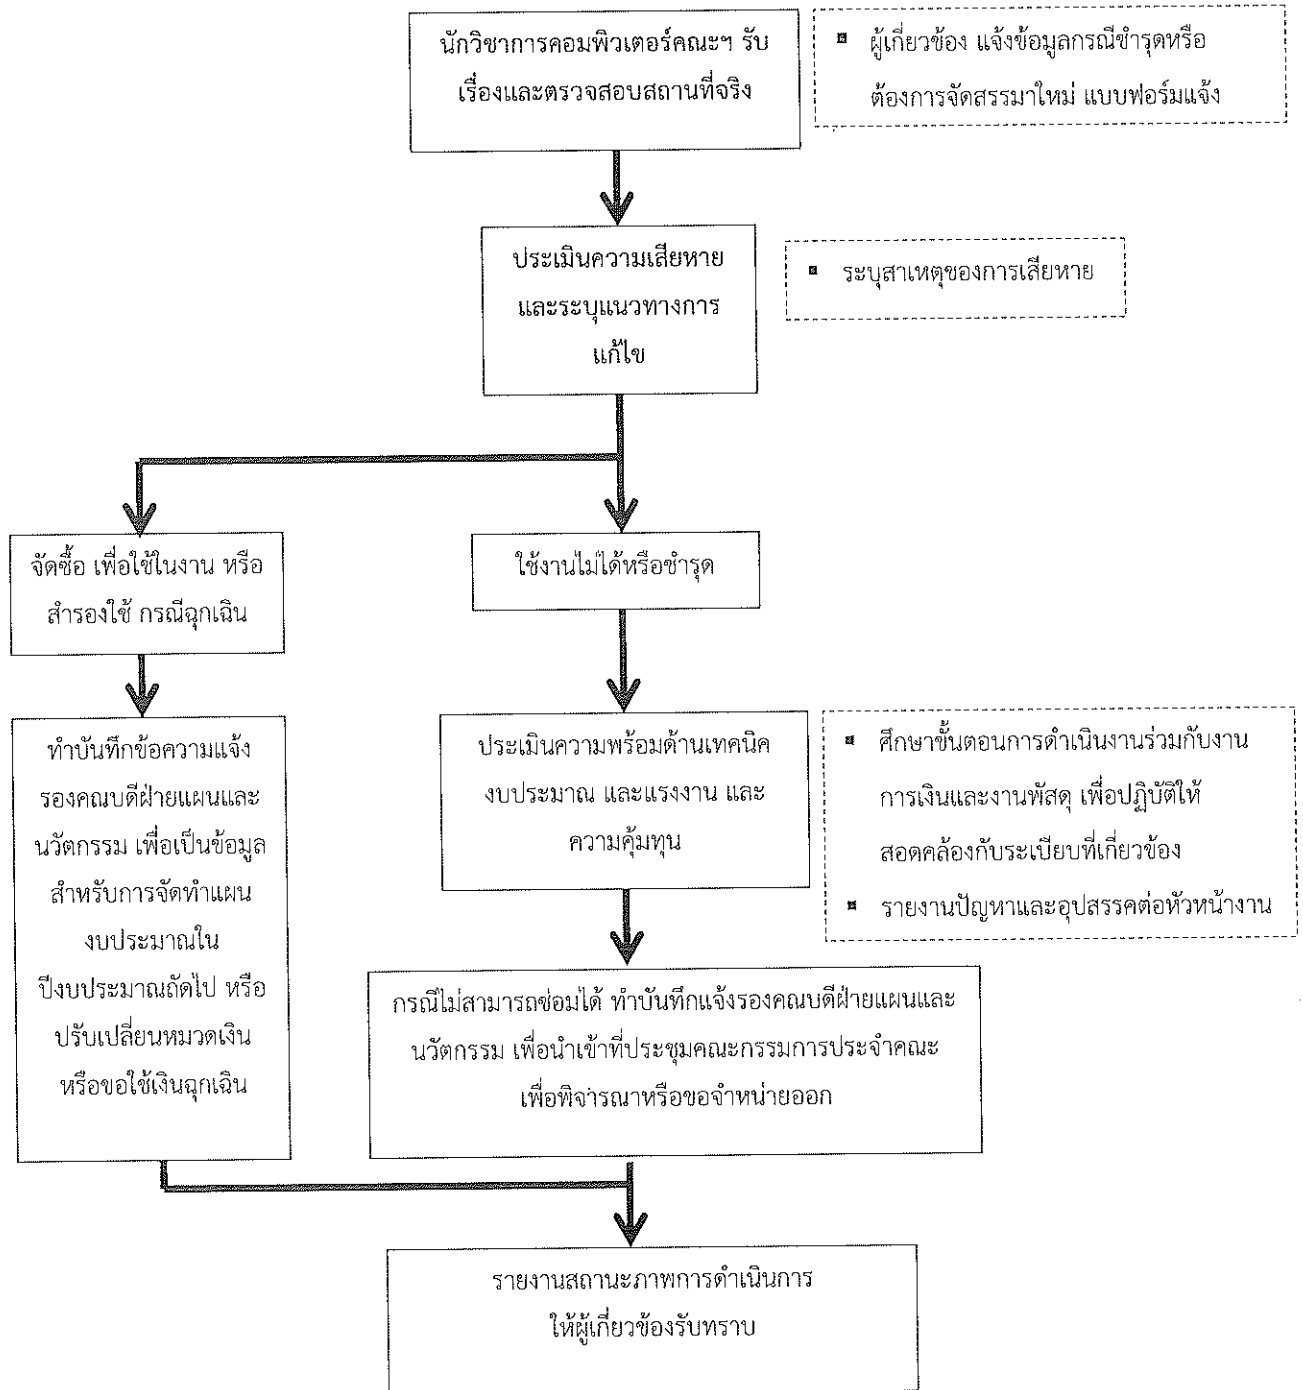 นักวิชาการคอมพิวเตอร์คณะฯ รับ
เรื่องและตรวจสอบสถานที่จริง
▪ ผู้เกี่ยวข้อง แจ้งข้อมูลกรณีชำรุดหรือ
ต้องการจัดสรรมาใหม่ แบบฟอร์มแจ้ง
ประเมินความเสียหาย
และระบุแนวทางการ
แก้ไข
▪ ระบุสาเหตุของการเสียหาย
จัดซื้อ เพื่อใช้ในงาน หรือ
สำรองใช้ กรณีฉุกเฉิน
ใช้งานไม่ได้หรือชำรุด
ทำบันทึกข้อความแจ้ง
รองคณบดีฝ่ายแผนและ
นวัตกรรม เพื่อเป็นข้อมูล
สำหรับการจัดทำแผน
งบประมาณใน
ปีงบประมาณถัดไป หรือ
ปรับเปลี่ยนหมวดเงิน
หรือขอใช้เงินฉุกเฉิน
ประเมินความพร้อมด้านเทคนิค
งบประมาณ และแรงงาน และ
ความคุ้มทุน
▪ ศึกษาขั้นตอนการดำเนินงานร่วมกับงาน
การเงินและงานพัสดุ เพื่อปฏิบัติให้
สอดคล้องกับระเบียบที่เกี่ยวข้อง
▪ รายงานปัญหาและอุปสรรคต่อหัวหน้างาน
กรณีไม่สามารถซ่อมได้ ทำบันทึกแจ้งรองคณบดีฝ่ายแผนและ
นวัตกรรม เพื่อนำเข้าที่ประชุมคณะกรรมการประจำคณะ
เพื่อพิจารณาหรือขอจำหน่ายออก
รายงานสถานะภาพการดำเนินการ
ให้ผู้เกี่ยวข้องรับทราบ